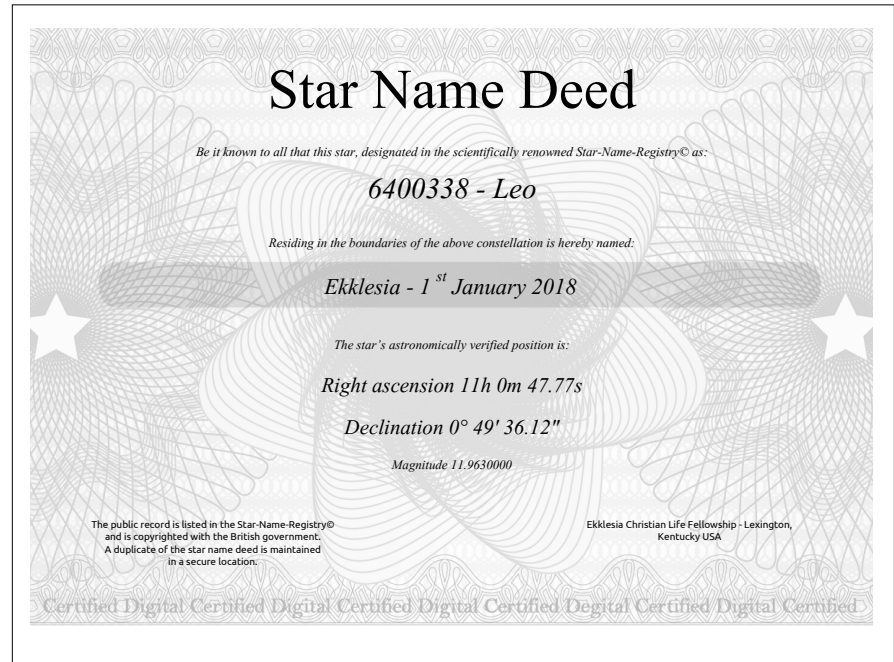 Star Name Deed
Be it known to all that this star, designated in the scientifically renowned Star-Name-Registry© as:
6400338 - Leo
Residing in the boundaries of the above constellation is hereby named:
Ekklesia - 1 st January 2018
The star's astronomically verified position is:
Right ascension 11h 0m 47.77s
Declination 0° 49' 36.12"
Magnitude 11.9630000
The public record is listed in the Star-Name-Registry©
and is copyrighted with the British government.
A duplicate of the star name deed is maintained
in a secure location.
Ekklesia Christian Life Fellowship - Lexington,
Kentucky USA
Certified Digital Certified Digital Certified Digital Certified Degital Certified Digital Certified